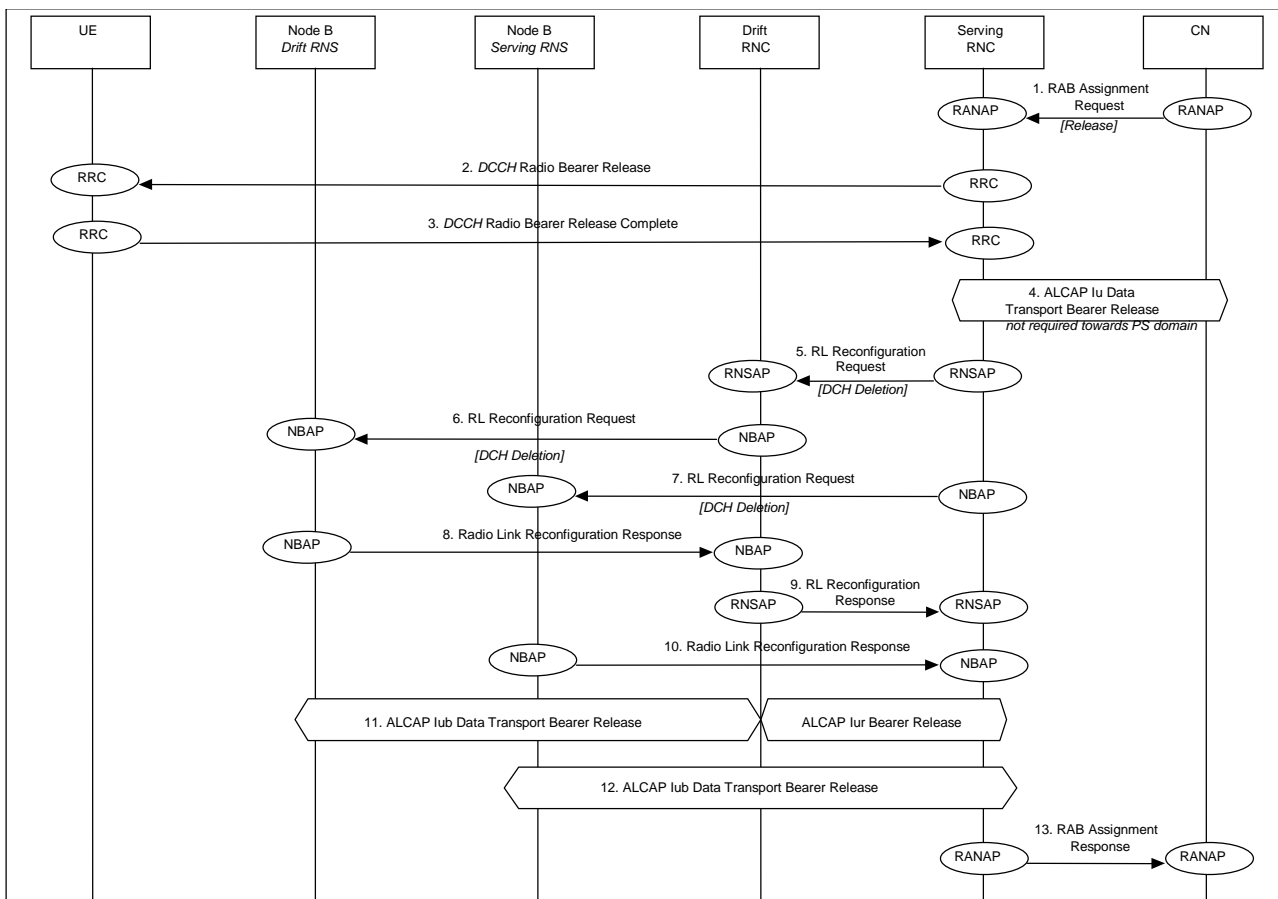 UE
Node B
Drift RNS
Node B
Serving RNS
Drift
RNC
Serving
RNC
CN
1. RAB Assignment
Request
[Release]
RANAP
RANAP
2. DCCH Radio Bearer Release
RRC
RRC
3. DCCH Radio Bearer Release Complete
RRC
RRC
4. ALCAP Iu Data
Transport Bearer Release
not required towards PS domain
5. RL Reconfiguration
Request
RNSAP
RNSAP
[DCH Deletion]
6. RL Reconfiguration Request
NBAP
NBAP
[DCH Deletion]
7. RL Reconfiguration Request
NBAP
NBAP
[DCH Deletion]
8. Radio Link Reconfiguration Response
NBAP
NBAP
9. RL Reconfiguration
Response
RNSAP
RNSAP
10. Radio Link Reconfiguration Response
NBAP
NBAP
11. ALCAP Iub Data Transport Bearer Release
ALCAP Iur Bearer Release
12. ALCAP Iub Data Transport Bearer Release
13. RAB Assignment
Response
RANAP
RANAP